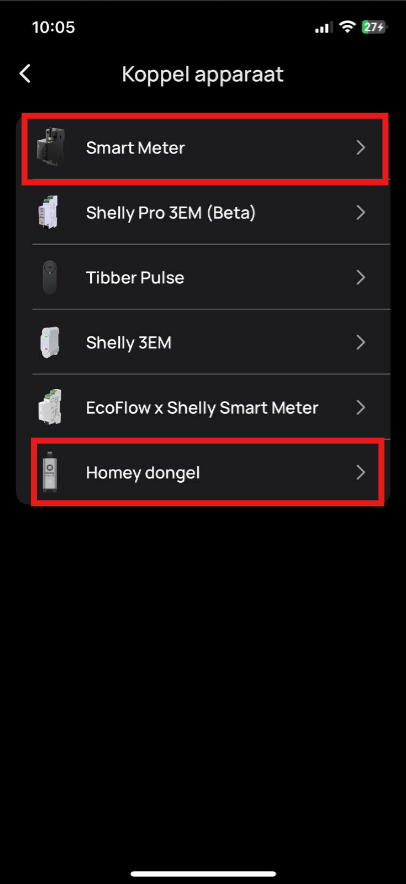 10:05
27
Koppel apparaat
Smart Meter
Shelly Pro 3EM (Beta)
Tibber Pulse
Shelly 3EM
EcoFlow x Shelly Smart Meter
Homey dongel